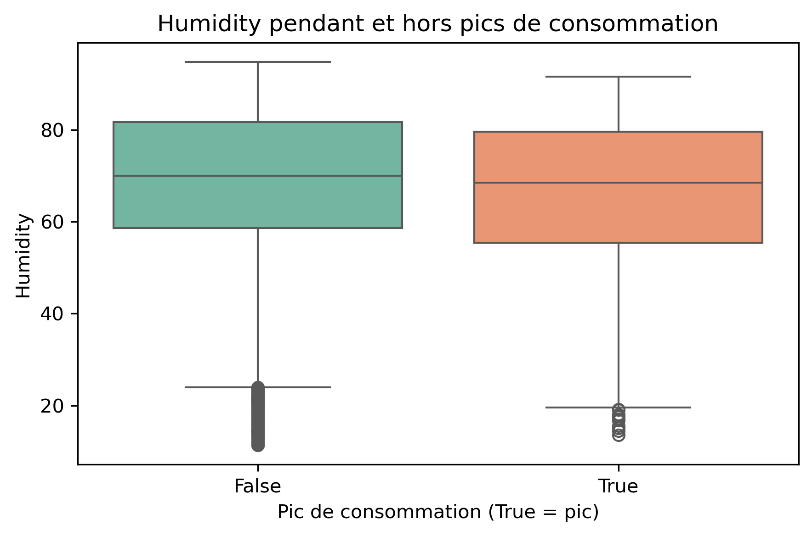 Humidity pendant et hors pics de consommation
Humidity
80
60
40
20
False
True
Pic de consommation (True = pic)